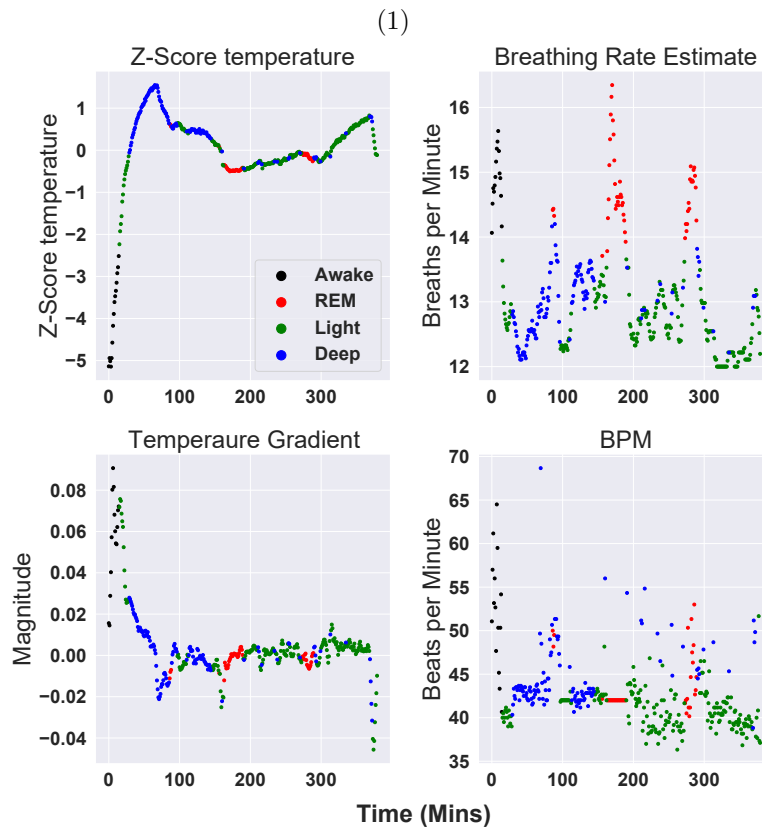 (1)
Z-Score temperature
Z-Score temperature
1
0
−1
−2
−3
−4
−5
0 100 200 300
Awake
REM
Light
Deep
Breathing Rate Estimate
Breaths per Minute
16
15
14
13
12
0 100 200 300
Temperaure Gradient
Magnitude
0.08
0.06
0.04
0.02
0.00
−0.02
−0.04
0 100 200 300
BPM
Beats per Minute
70
65
60
55
50
45
40
35
0 100 200 300
Time (Mins)